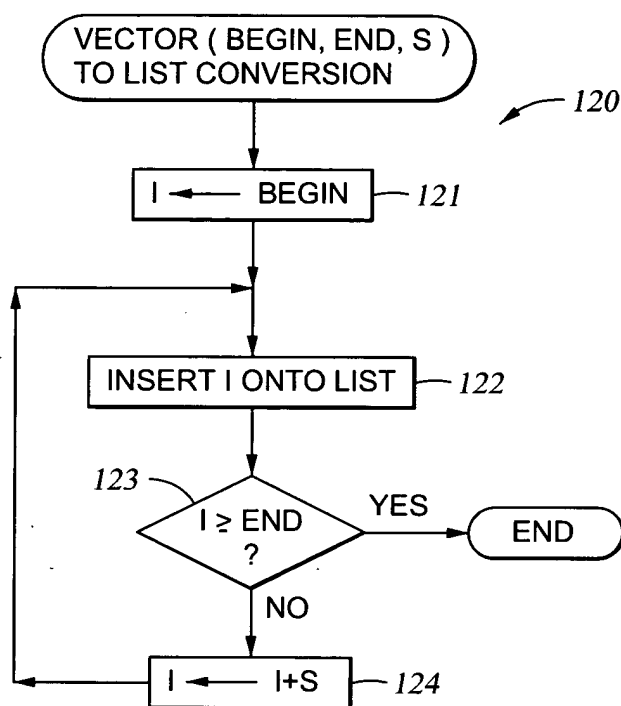 VECTOR ( BEGIN, END, S )
TO LIST CONVERSION
120
I ← BEGIN
121
INSERT I ONTO LIST
122
123
I ≥ END
?
YES
END
NO
I ← I+S
124